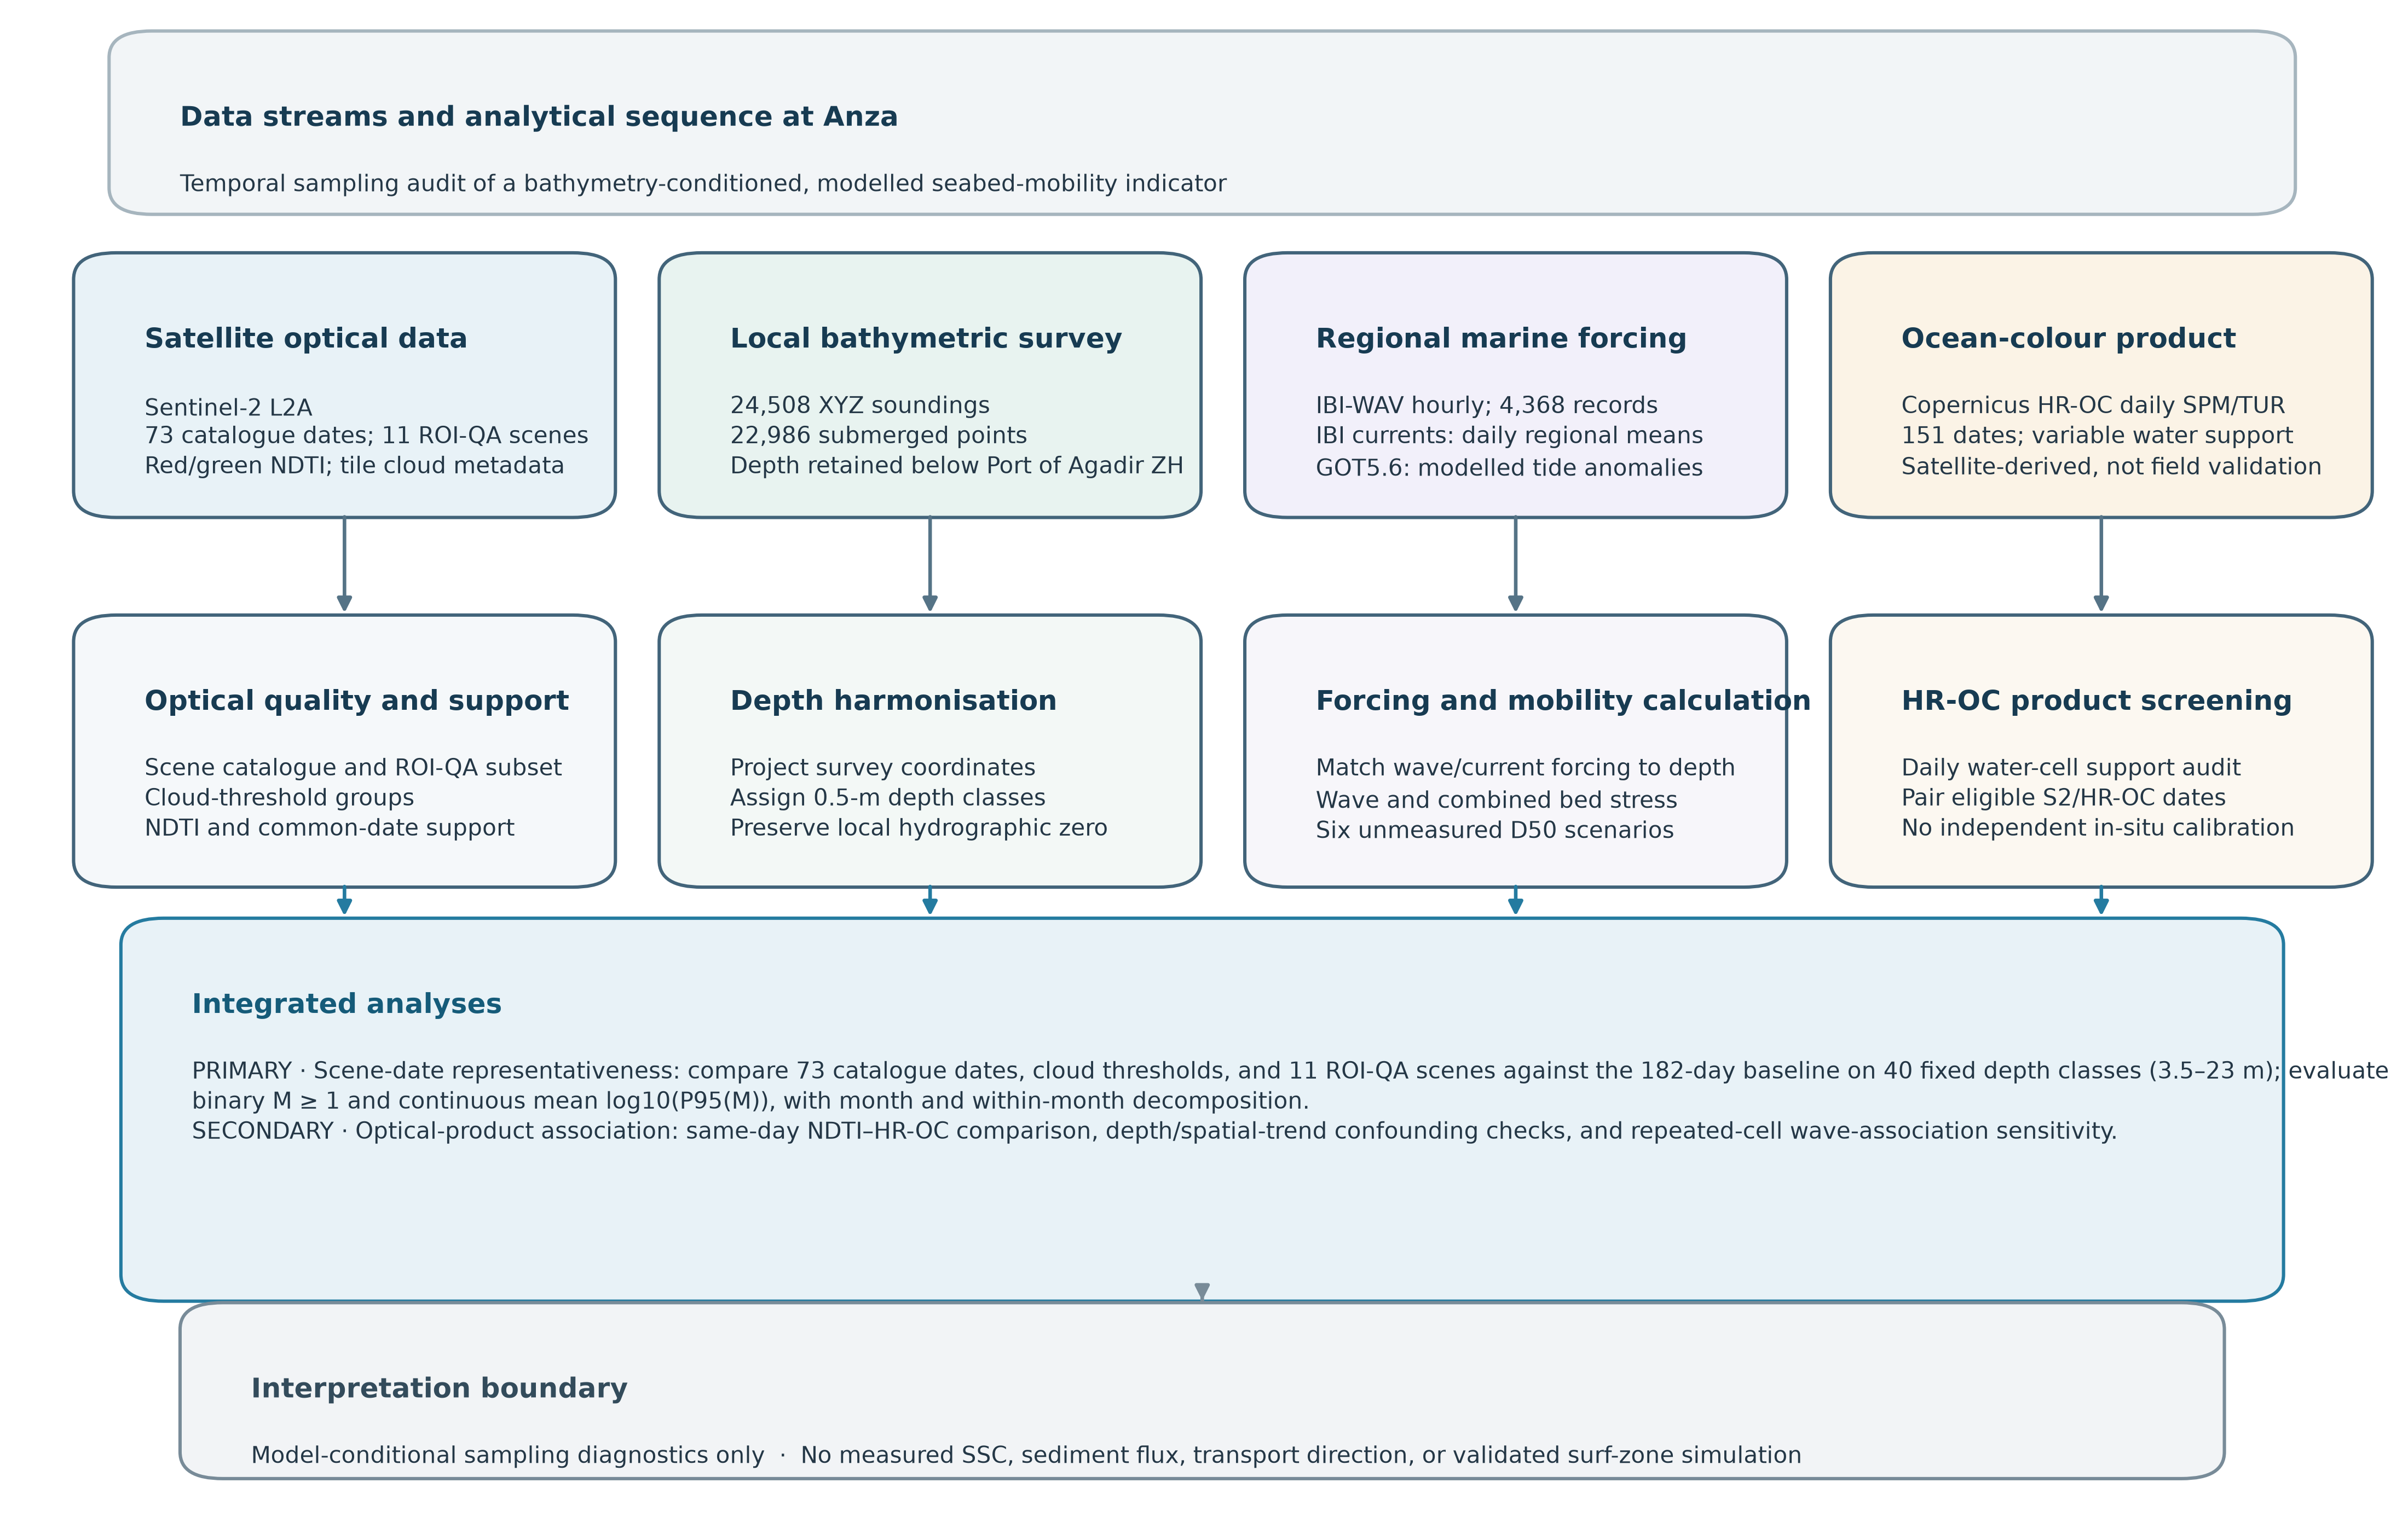 Data streams and analytical sequence at Anza
Temporal sampling audit of a bathymetry-conditioned, modelled seabed-mobility indicator
Satellite optical data
Sentinel-2 L2A
73 catalogue dates; 11 ROI-QA scenes
Red/green NDTI; tile cloud metadata
Local bathymetric survey
24,508 XYZ soundings
22,986 submerged points
Depth retained below Port of Agadir ZH
Regional marine forcing
IBI-WAV hourly; 4,368 records
IBI currents: daily regional means
GOT5.6: modelled tide anomalies
Ocean-colour product
Copernicus HR-OC daily SPM/TUR
151 dates; variable water support
Satellite-derived, not field validation
Optical quality and support
Scene catalogue and ROI-QA subset
Cloud-threshold groups
NDTI and common-date support
Depth harmonisation
Project survey coordinates
Assign 0.5-m depth classes
Preserve local hydrographic zero
Forcing and mobility calculation
Match wave/current forcing to depth
Wave and combined bed stress
Six unmeasured D50 scenarios
HR-OC product screening
Daily water-cell support audit
Pair eligible S2/HR-OC dates
No independent in-situ calibration
Integrated analyses
PRIMARY · Scene-date representativeness: compare 73 catalogue dates, cloud thresholds, and 11 ROI-QA scenes against the 182-day baseline on 40 fixed depth classes (3.5–23 m); evaluate
binary M ≥ 1 and continuous mean log10(P95(M)), with month and within-month decomposition.
SECONDARY · Optical-product association: same-day NDTI–HR-OC comparison, depth/spatial-trend confounding checks, and repeated-cell wave-association sensitivity.
Interpretation boundary
Model-conditional sampling diagnostics only · No measured SSC, sediment flux, transport direction, or validated surf-zone simulation